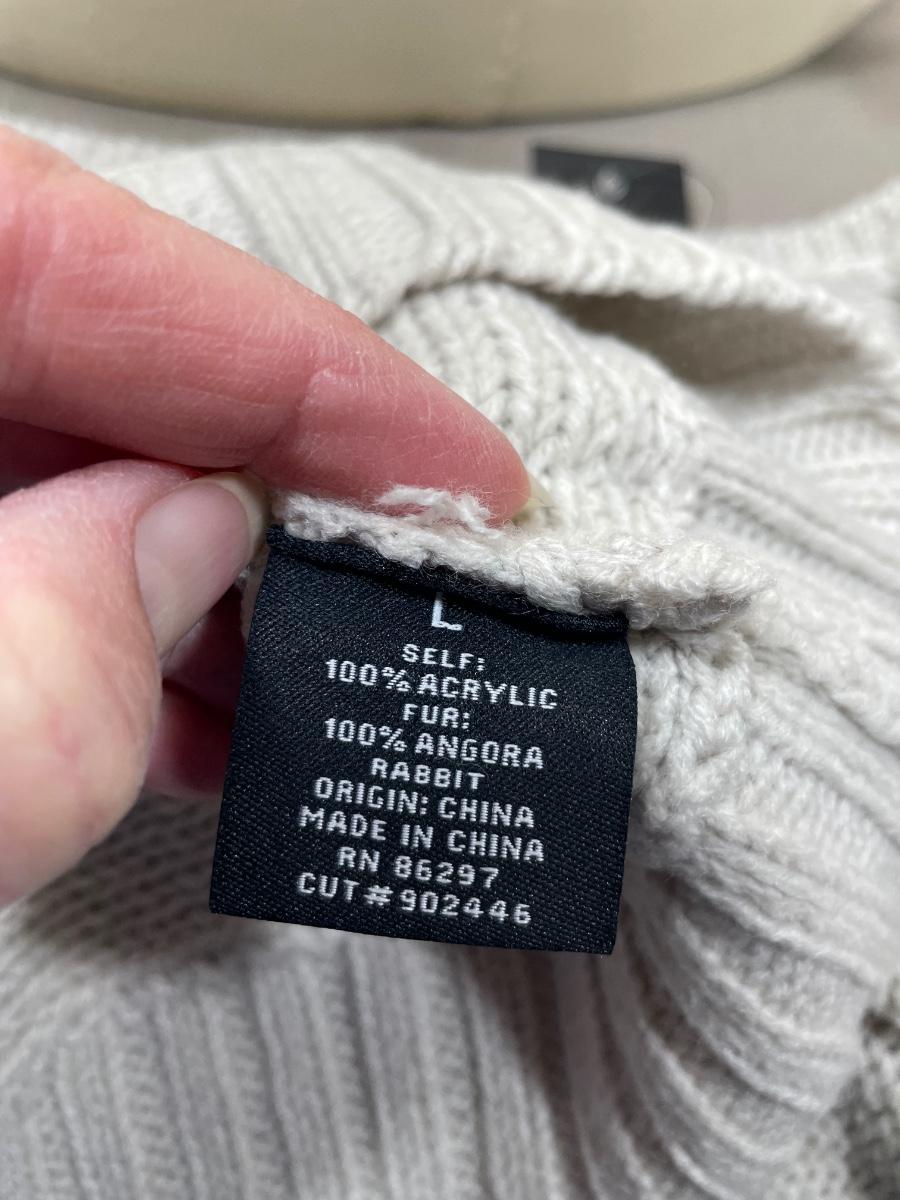 L
SELF:
100% ACRYLIC
FUR:
100% ANGORA
RABBIT
ORIGIN: CHINA
MADE IN CHINA
RN 86297
CUT # 902446